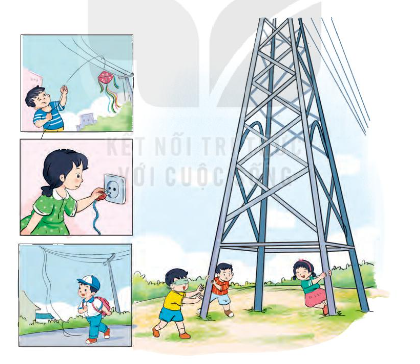 KẾT NỐI TRI THỨC
VỚI CUỘC SỐNG